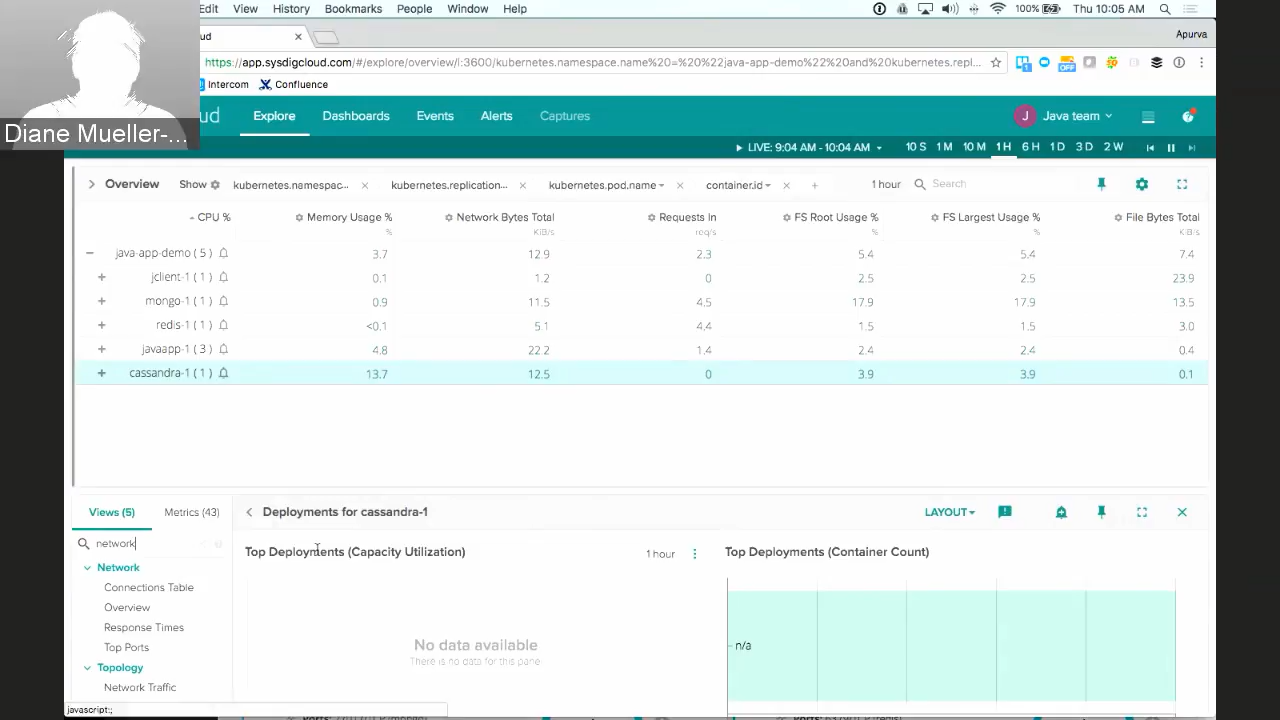 Edit View History Bookmarks People Window Help 100% Thu 10:05 AM
ud Apurva
https://app.sysdigcloud.com/#/explore/overview/l:3600/kubernetes.namespace.name%20=%20%22java-app-demo%22%20and%20kubernetes.repl...
Intercom Confluence
ud Explore Dashboards Events Alerts Captures J Java team
Diane Mueller-...
LIVE: 9:04 AM - 10:04 AM 10 S 1 M 10 M 1 H 6 H 1 D 3 D 2 W
Overview Show kubernetes.namespac... × kubernetes.replication... × kubernetes.pod.name × container.id × + 1 hour Search
CPU % Memory Usage % Network Bytes Total Requests In FS Root Usage % FS Largest Usage % File Bytes Total
% KiB/s req/s % % KiB/s
− java-app-demo ( 5 ) 3.7 12.9 2.3 5.4 5.4 7.4
+ jclient-1 ( 1 ) 0.1 1.2 0 2.5 2.5 23.9
+ mongo-1 ( 1 ) 0.9 11.5 4.5 17.9 17.9 13.5
+ redis-1 ( 1 ) <0.1 5.1 4.4 1.5 1.5 3.0
+ javaapp-1 ( 3 ) 4.8 22.2 1.4 2.4 2.4 0.4
+ cassandra-1 ( 1 ) 13.7 12.5 0 3.9 3.9 0.1
Views (5) Metrics (43) Deployments for cassandra-1 LAYOUT
network
Top Deployments (Capacity Utilization) 1 hour Top Deployments (Container Count)
Network
Connections Table
Overview
Response Times
Top Ports
Topology
Network Traffic
No data available
There is no data for this pane
n/a
javascript:;